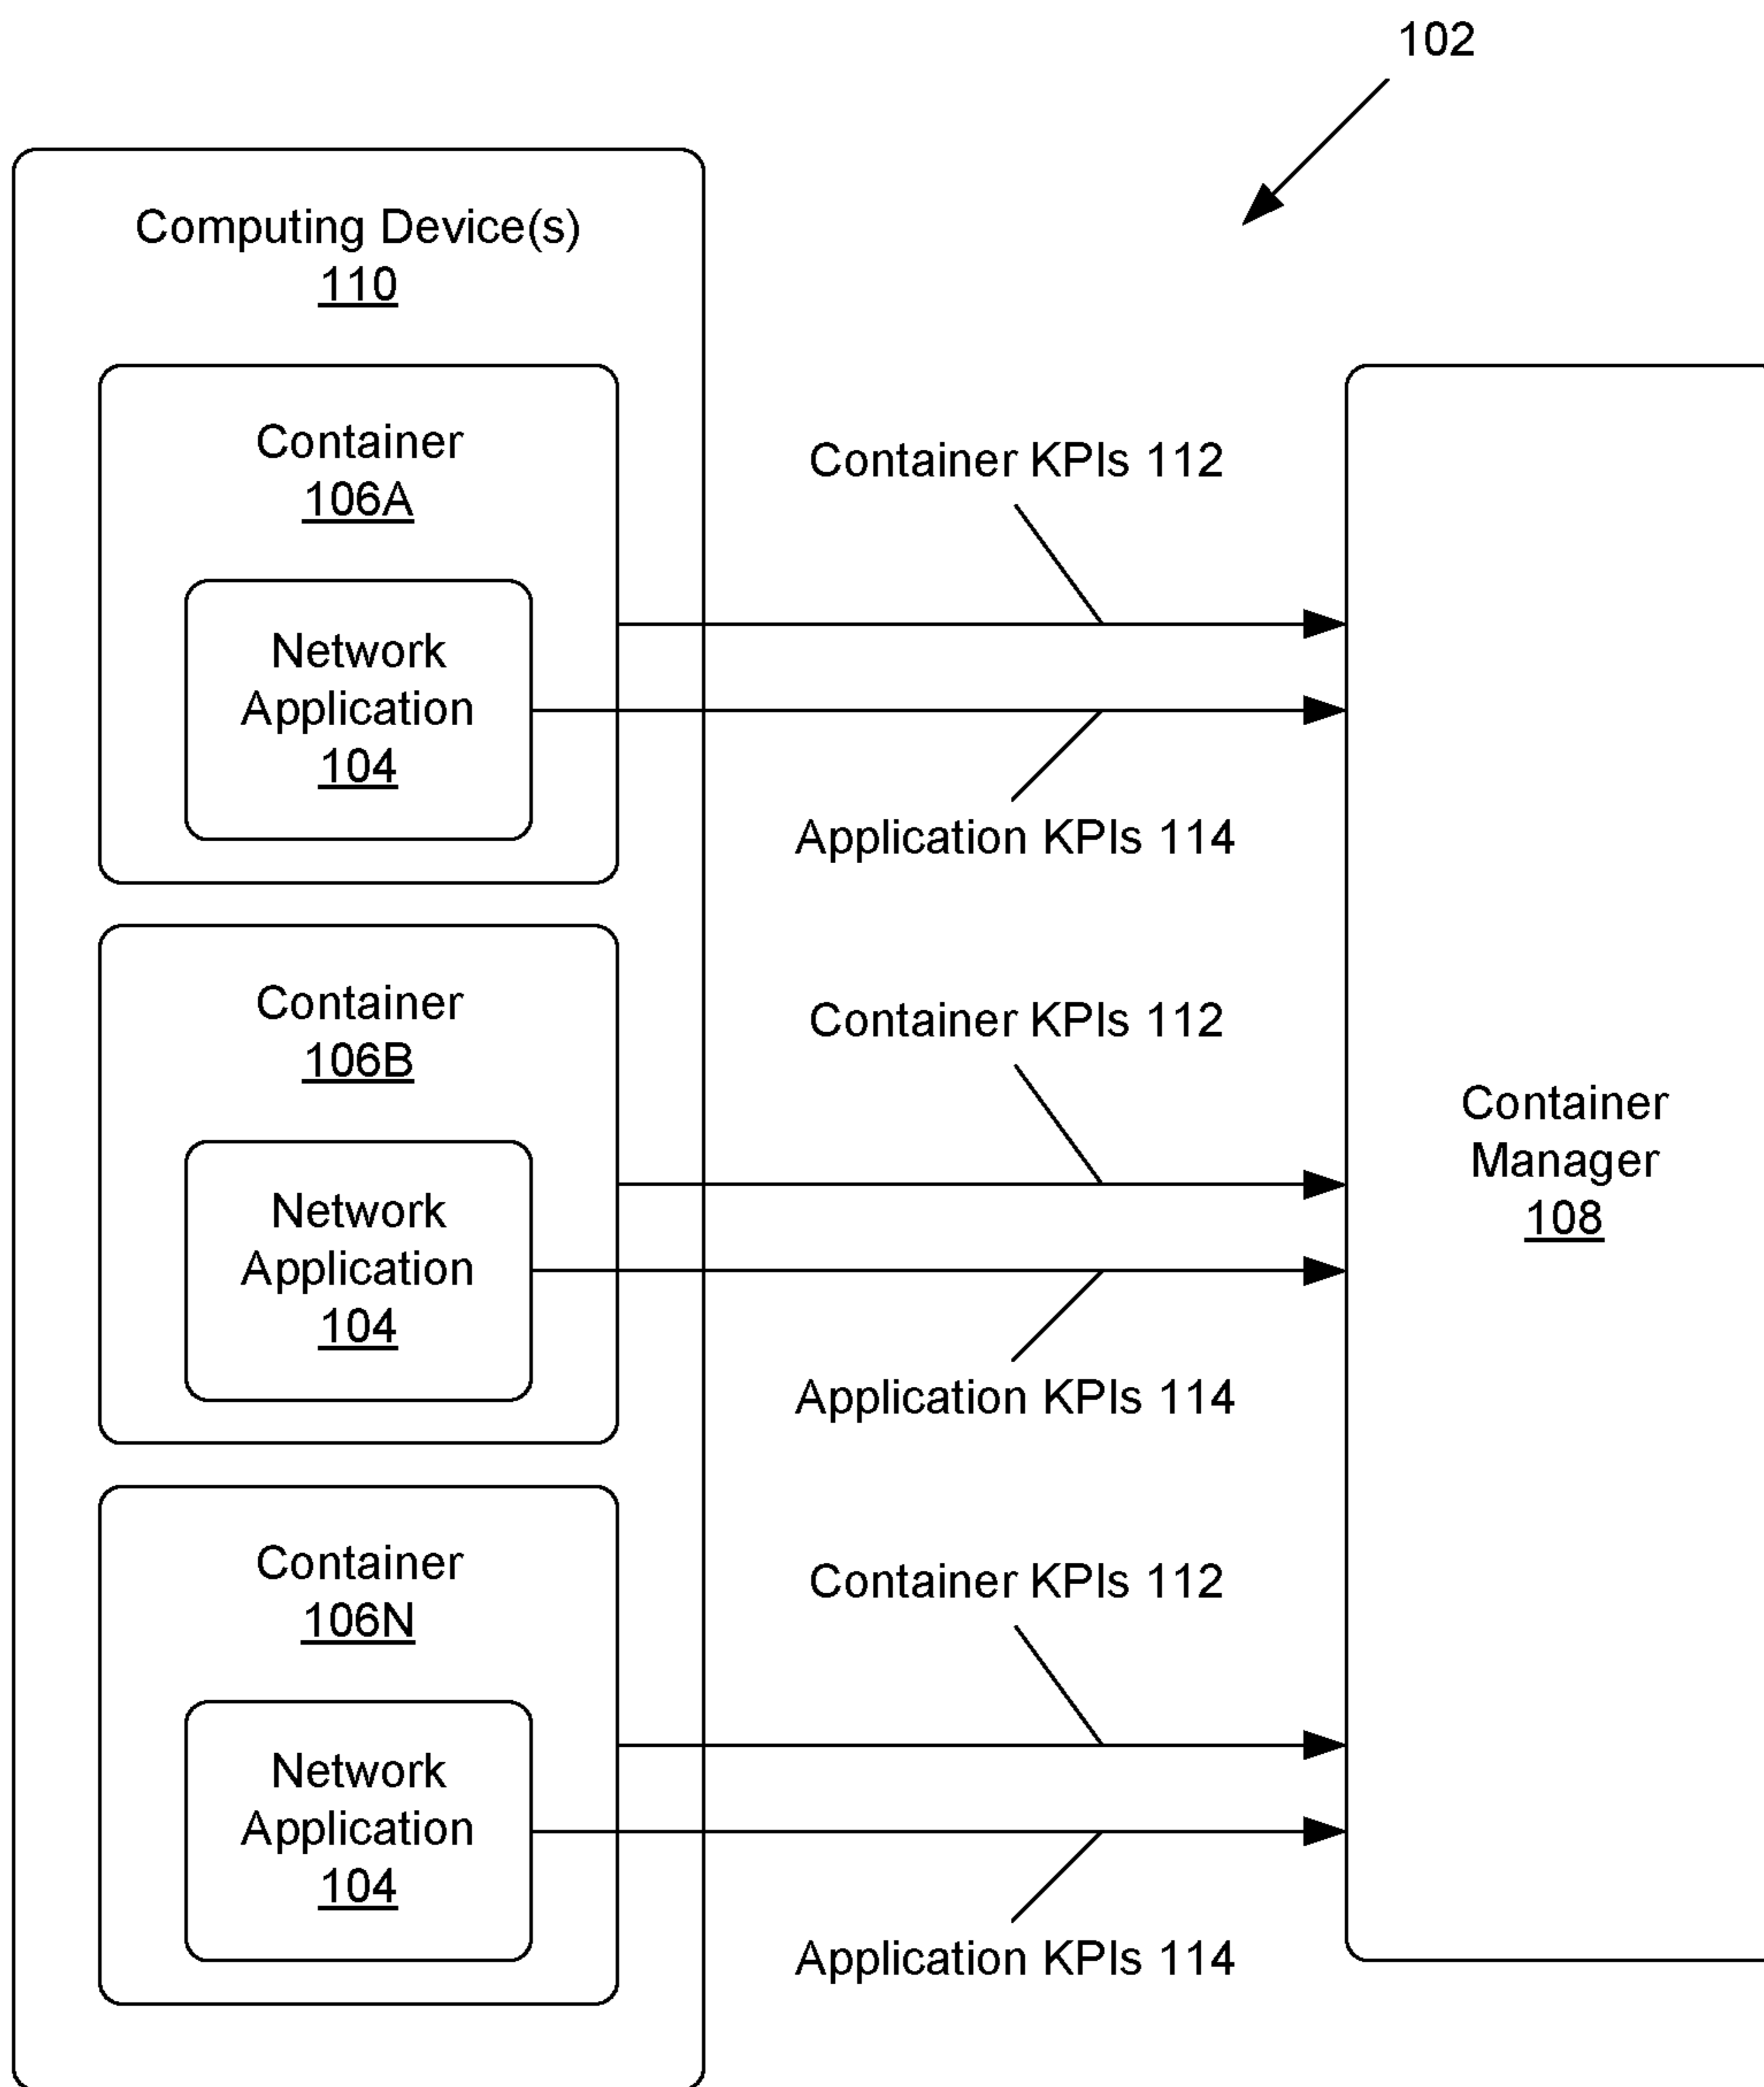 102
Computing Device(s)
110
Container
106A
Container KPIs 112
Network
Application
104
Application KPIs 114
Container
106B
Container KPIs 112
Container
Manager
108
Network
Application
104
Application KPIs 114
Container
106N
Container KPIs 112
Network
Application
104
Application KPIs 114